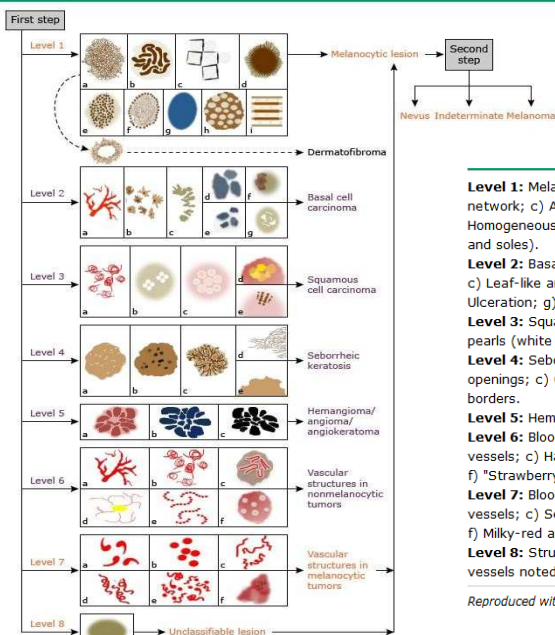 First step
Level 1
a
b
c
d
Melanocytic lesion
Second
step
e
f
g
h
i
Nevus Indeterminate Melanoma
Dermatofibroma
Level 2
a
b
c
d
e
f
g
Basal cell
carcinoma
Level 3
a
b
c
d
e
Squamous
cell carcinoma
Level 4
a
b
c
d
e
Seborrheic
keratosis
Level 5
a
b
c
Hemangioma/
angioma/
angiokeratoma
Level 6
a
b
c
d
e
f
Vascular
structures in
nonmelanocytic
tumors
Level 7
a
b
c
d
e
f
Vascular
structures in
melanocytic
tumors
Level 8
Unclassifiable lesion
Level 1: Mela
network; c) A
Homogeneous
and soles).
Level 2: Basa
c) Leaf-like ar
Ulceration; g)
Level 3: Squa
pearls (white
Level 4: Sebo
openings; c)
borders.
Level 5: Hem
Level 6: Bloo
vessels; c) Ha
f) "Strawberry
Level 7: Bloo
vessels; c) Se
f) Milky-red a
Level 8: Stru
vessels noted
Reproduced wit